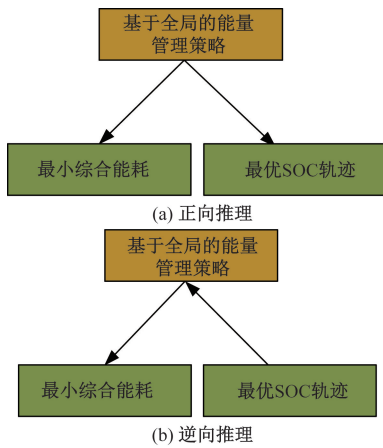 基于全局的能量
管理策略
最小综合能耗
最优SOC轨迹
(a) 正向推理
基于全局的能量
管理策略
最小综合能耗
最优SOC轨迹
(b) 逆向推理